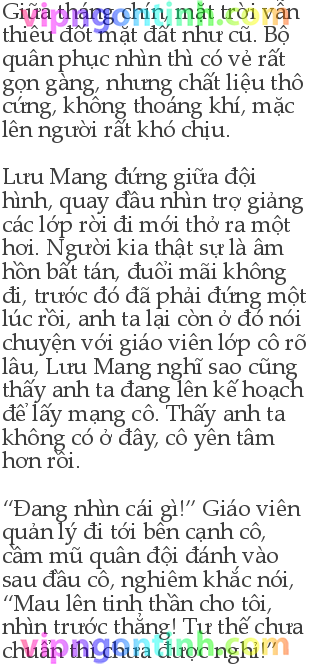 Giữa tháng chín, mặt trời vẫn
vipngontinh.com
thiêu đốt mặt đất như cũ. Bộ
quân phục nhìn thì có vẻ rất
gọn gàng, nhưng chất liệu thô
cứng, không thoáng khí, mặc
lên người rất khó chịu.
Lưu Mang đứng giữa đội
hình, quay đầu nhìn trợ giảng
các lớp rời đi mới thở ra một
hơi. Người kia thật sự là âm
hồn bất tán, đuổi mãi không
đi, trước đó đã phải đứng một
lúc rồi, anh ta lại còn ở đó nói
chuyện với giáo viên lớp cô rõ
lâu, Lưu Mang nghĩ sao cũng
thấy anh ta đang lên kế hoạch
để lấy mạng cô. Thấy anh ta
không có ở đây, cô yên tâm
hơn rồi.
“Đang nhìn cái gì!” Giáo viên
quản lý đi tới bên cạnh cô,
cầm mũ quân đội đánh vào
sau đầu cô, nghiêm khắc nói,
“Mau lên tinh thần cho tôi,
nhìn trước thẳng! Tư thế chưa
chuẩn thì chưa được nghỉ!”
vipngontinh.com